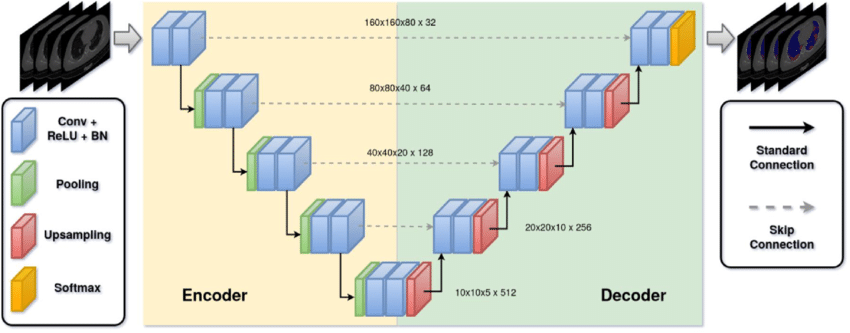 160x160x80 x 32
80x80x40 x 64
40x40x20 x 128
20x20x10 x 256
10x10x5 x 512
Encoder
Decoder
Conv +
ReLU + BN
Pooling
Upsampling
Softmax
Standard
Connection
Skip
Connection